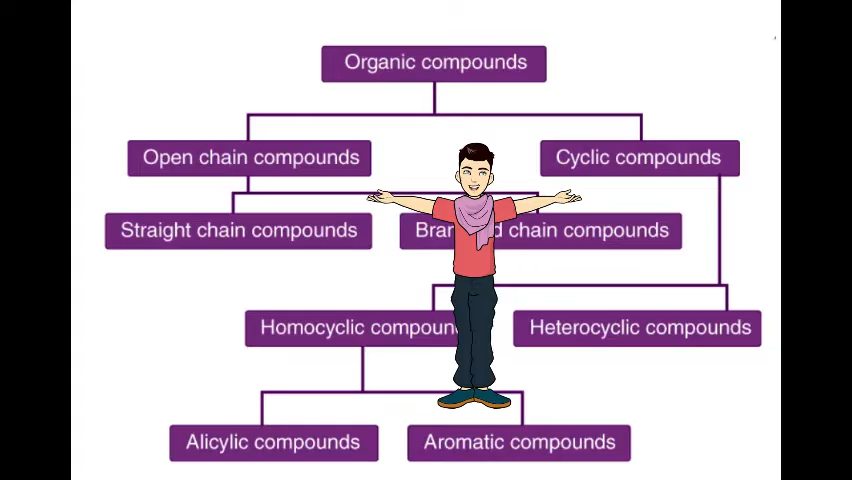 Organic compounds
Open chain compounds
Cyclic compounds
Straight chain compounds
chain compounds
Heterocyclic compounds
Alicylic compounds
Aromatic compounds
Homocyclic